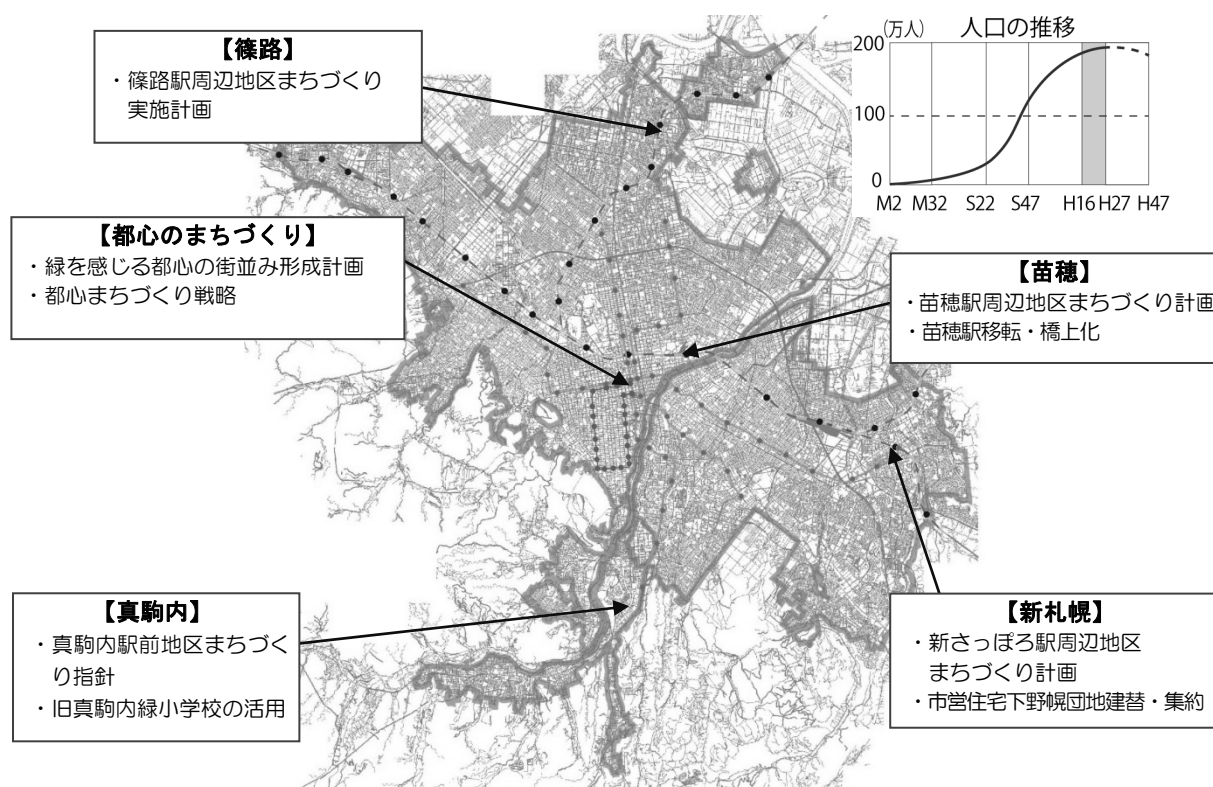 【篠路】
・篠路駅周辺地区まちづくり
実施計画
(万人)
人口の推移
200
100
0
M2 M32 S22 S47 H16 H27 H47
【都心のまちづくり】
・緑を感じる都心の街並み形成計画
・都心まちづくり戦略
【苗穂】
・苗穂駅周辺地区まちづくり計画
・苗穂駅移転・橋上化
【真駒内】
・真駒内駅前地区まちづく
り指針
・旧真駒内緑小学校の活用
【新札幌】
・新さっぽろ駅周辺地区
まちづくり計画
・市営住宅下野幌団地建替・集約